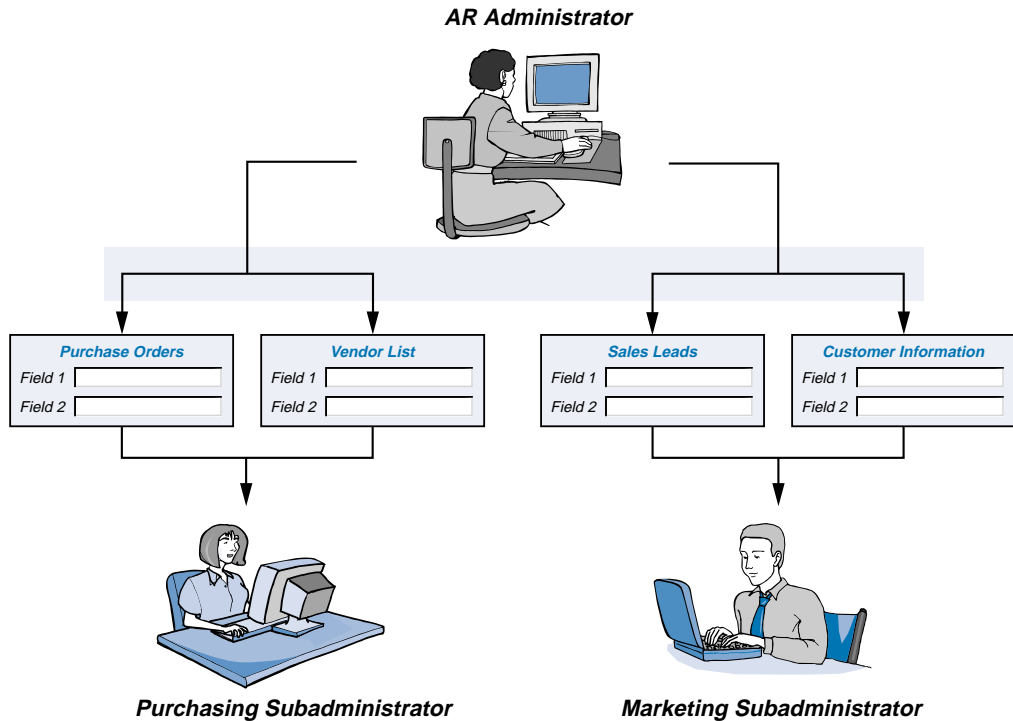 AR Administrator
Purchase Orders
Field 1
Field 2
Vendor List
Field 1
Field 2
Sales Leads
Field 1
Field 2
Customer Information
Field 1
Field 2
Purchasing Subadministrator
Marketing Subadministrator